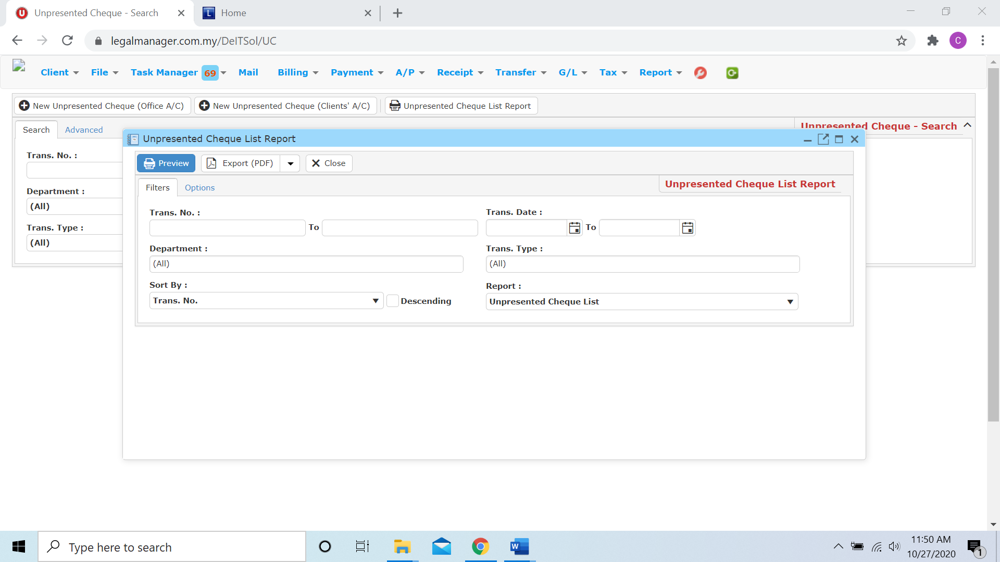 Unpresented Cheque - Search
Home
legalmanager.com.my/DeITSol/UC
C
Client File Task Manager 69 Mail Billing Payment A/P Receipt Transfer G/L Tax Report
New Unpresented Cheque (Office A/C) New Unpresented Cheque (Clients' A/C) Unpresented Cheque List Report
Search Advanced
Unpresented Cheque - Search
Trans. No. :
Department :
(All)
Trans. Type :
(All)
Unpresented Cheque List Report
Preview Export (PDF) Close
Filters Options
Unpresented Cheque List Report
Trans. No. :
To
Trans. Date :
To
Department :
(All)
Trans. Type :
(All)
Sort By :
Trans. No.
Descending
Report :
Unpresented Cheque List
Type here to search
11:50 AM
10/27/2020
1